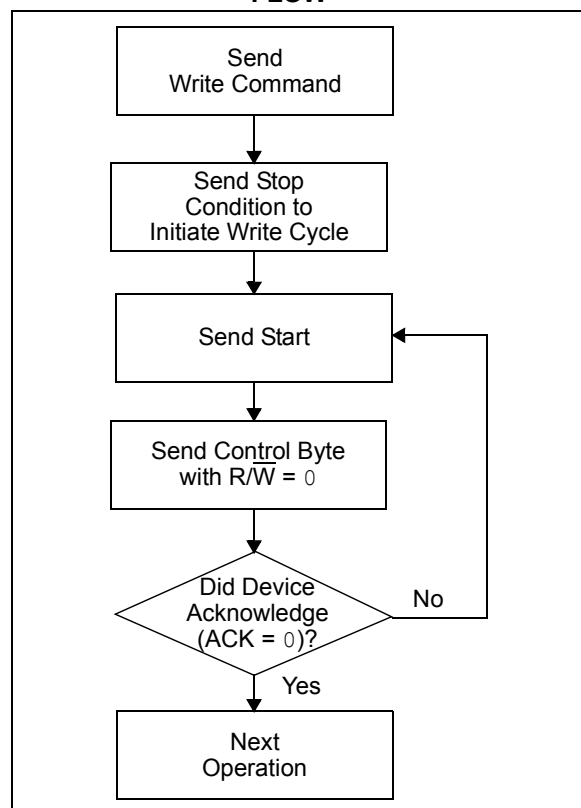 Send
Write Command
Send Stop
Condition to
Initiate Write Cycle
Send Start
Send Control Byte
with R/W̅ = 0
Did Device
Acknowledge
(ACK = 0)?
No
Yes
Next
Operation